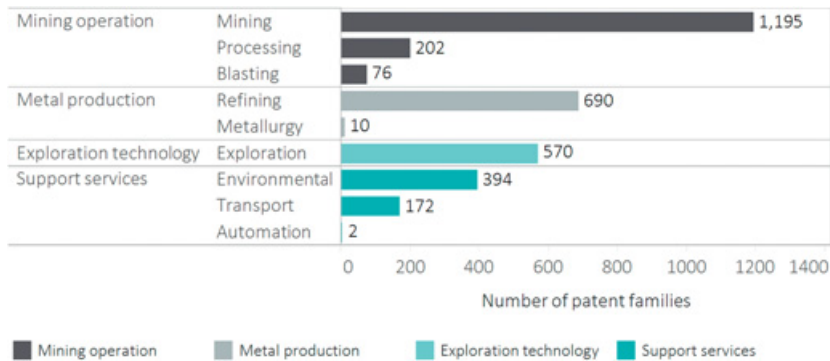 Mining operation Mining 1,195
Processing 202
Blasting 76
Metal production Refining 690
Metallurgy 10
Exploration technology Exploration 570
Support services Environmental 394
Transport 172
Automation 2
0 200 400 600 800 1000 1200 1400
Number of patent families
Mining operation Metal production Exploration technology Support services